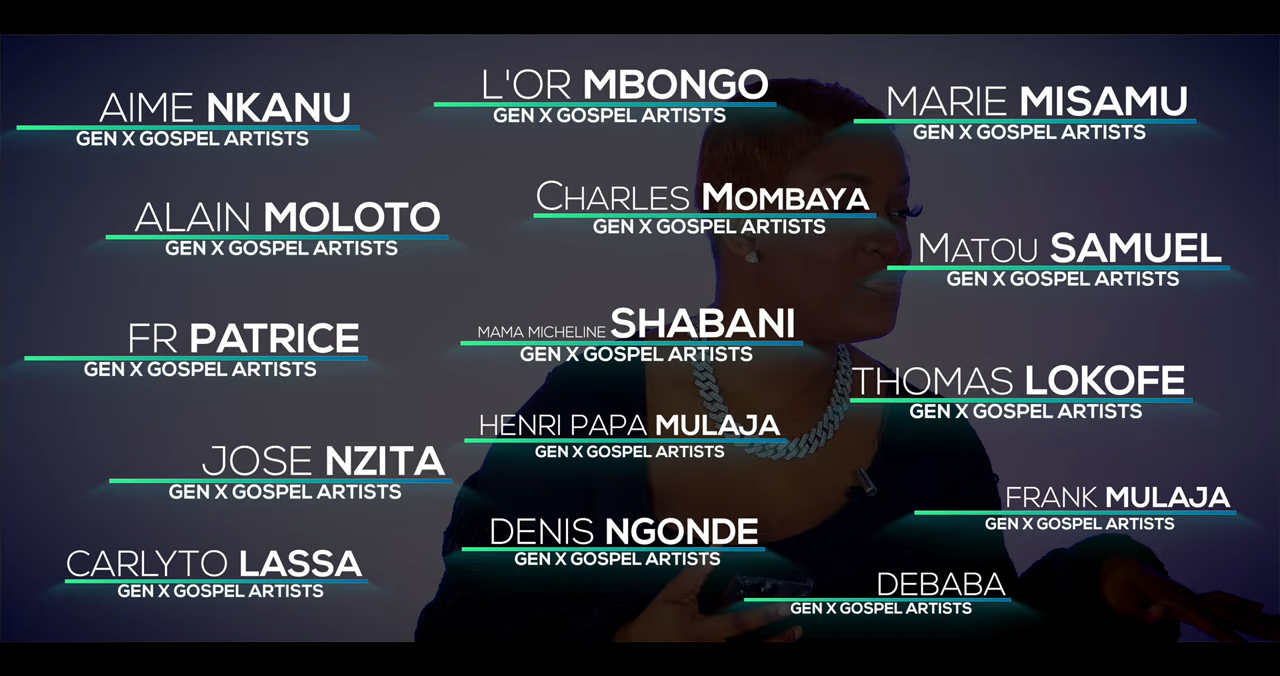 AIME NKANU
GEN X GOSPEL ARTISTS
L'OR MBONGO
GEN X GOSPEL ARTISTS
MARIE MISAMU
GEN X GOSPEL ARTISTS
ALAIN MOLOTO
GEN X GOSPEL ARTISTS
CHARLES MOMBAYA
GEN X GOSPEL ARTISTS
MATOU SAMUEL
GEN X GOSPEL ARTISTS
FR PATRICE
GEN X GOSPEL ARTISTS
MAMA MICHELINE SHABANI
GEN X GOSPEL ARTISTS
THOMAS LOKOFE
GEN X GOSPEL ARTISTS
JOSE NZITA
GEN X GOSPEL ARTISTS
HENRI PAPA MULAJA
GEN X GOSPEL ARTISTS
FRANK MULAJA
GEN X GOSPEL ARTISTS
CARLYTO LASSA
GEN X GOSPEL ARTISTS
DENIS NGONDE
GEN X GOSPEL ARTISTS
DEBABA
GEN X GOSPEL ARTISTS